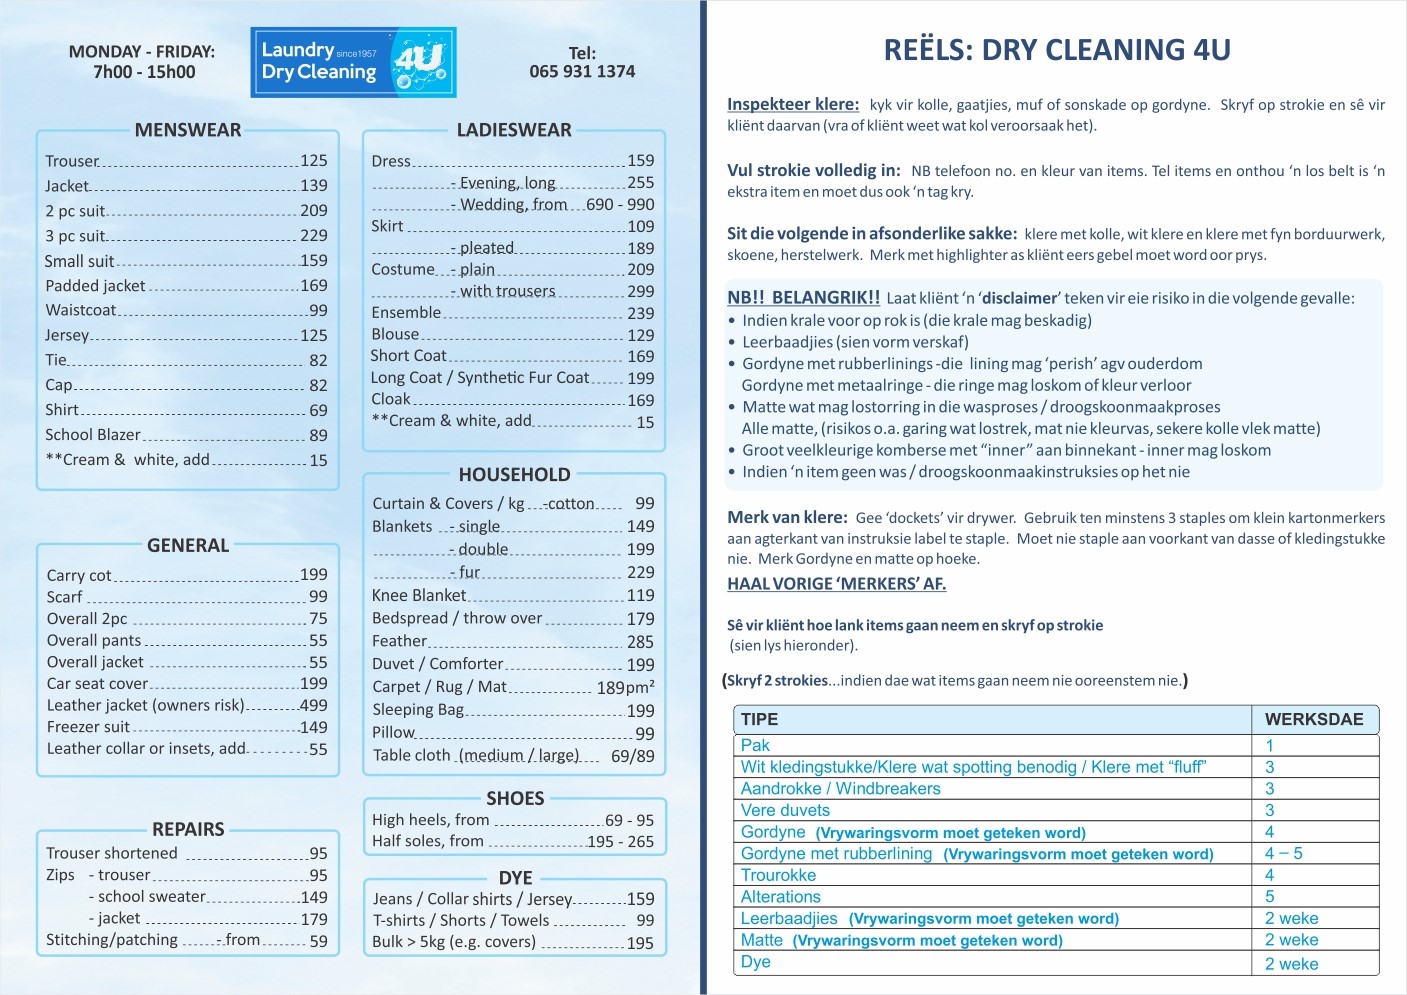 MONDAY - FRIDAY:
7h00 - 15h00
Laundry since1957
Dry Cleaning
4U
Tel:
065 931 1374
MENSWEAR
Trouser 125
Jacket 139
2 pc suit 209
3 pc suit 229
Small suit 159
Padded jacket 169
Waistcoat 99
Jersey 125
Tie 82
Cap 82
Shirt 69
School Blazer 89
**Cream & white, add 15
GENERAL
Carry cot 199
Scarf 99
Overall 2pc 75
Overall pants 55
Overall jacket 55
Car seat cover 199
Leather jacket (owners risk) 499
Freezer suit 149
Leather collar or insets, add 55
REPAIRS
Trouser shortened 95
Zips - trouser 95
- school sweater 149
- jacket 179
Stitching/patching - from 59
LADIESWEAR
Dress 159
- Evening, long 255
- Wedding, from 690 - 990
Skirt 109
- pleated 189
Costume - plain 209
- with trousers 299
Ensemble 239
Blouse 129
Short Coat 169
Long Coat / Synthetic Fur Coat 199
Cloak 169
**Cream & white, add 15
HOUSEHOLD
Curtain & Covers / kg -cotton 99
Blankets - single 149
- double 199
- fur 229
Knee Blanket 119
Bedspread / throw over 179
Feather 285
Duvet / Comforter 199
Carpet / Rug / Mat 189pm²
Sleeping Bag 199
Pillow 99
Table cloth (medium / large) 69/89
SHOES
High heels, from 69 - 95
Half soles, from 195 - 265
DYE
Jeans / Collar shirts / Jersey 159
T-shirts / Shorts / Towels 99
Bulk > 5kg (e.g. covers) 195
REËLS: DRY CLEANING 4U
Inspekteer klere: kyk vir kolle, gaatjies, muf of sonskade op gordyne. Skryf op strokie en sê vir
kliënt daarvan (vra of kliënt weet wat kol veroorsaak het).
Vul strokie volledig in: NB telefoon no. en kleur van items. Tel items en onthou ‘n los belt is ‘n
ekstra item en moet dus ook ‘n tag kry.
Sit die volgende in afsonderlike sakke: klere met kolle, wit klere en klere met fyn borduurwerk,
skoene, herstelwerk. Merk met highlighter as kliënt eers gebel moet word oor prys.
NB!! BELANGRIK!! Laat kliënt ‘n ‘disclaimer’ teken vir eie risiko in die volgende gevalle:
• Indien krale voor op rok is (die krale mag beskadig)
• Leerbaadjies (sien vorm verskaf)
• Gordyne met rubberlinings -die lining mag ‘perish’ agv ouderdom
Gordyne met metaalringe - die ringe mag loskom of kleur verloor
• Matte wat mag lostorring in die wasproses / droogskoonmaakproses
Alle matte, (risikos o.a. garing wat lostrek, mat nie kleurvas, sekere kolle vlek matte)
• Groot veelkleurige komberse met “inner” aan binnekant - inner mag loskom
• Indien ‘n item geen was / droogskoonmaakinstruksies op het nie
Merk van klere: Gee ‘dockets’ vir drywer. Gebruik ten minstens 3 staples om klein kartonmerkers
aan agterkant van instruksie label te staple. Moet nie staple aan voorkant van dasse of kledingstukke
nie. Merk Gordyne en matte op hoeke.
HAAL VORIGE ‘MERKERS’ AF.
Sê vir kliënt hoe lank items gaan neem en skryf op strokie
(sien lys hieronder).
(Skryf 2 strokies...indien dae wat items gaan neem nie ooreenstem nie.)
TIPE WERKSDAE
Pak 1
Wit kledingstukke/Klere wat spotting benodig / Klere met “fluff” 3
Aandrokke / Windbreakers 3
Vere duvets 3
Gordyne (Vrywaringsvorm moet geteken word) 4
Gordyne met rubberlining (Vrywaringsvorm moet geteken word) 4 – 5
Trourokke 4
Alterations 5
Leerbaadjies (Vrywaringsvorm moet geteken word) 2 weke
Matte (Vrywaringsvorm moet geteken word) 2 weke
Dye 2 weke